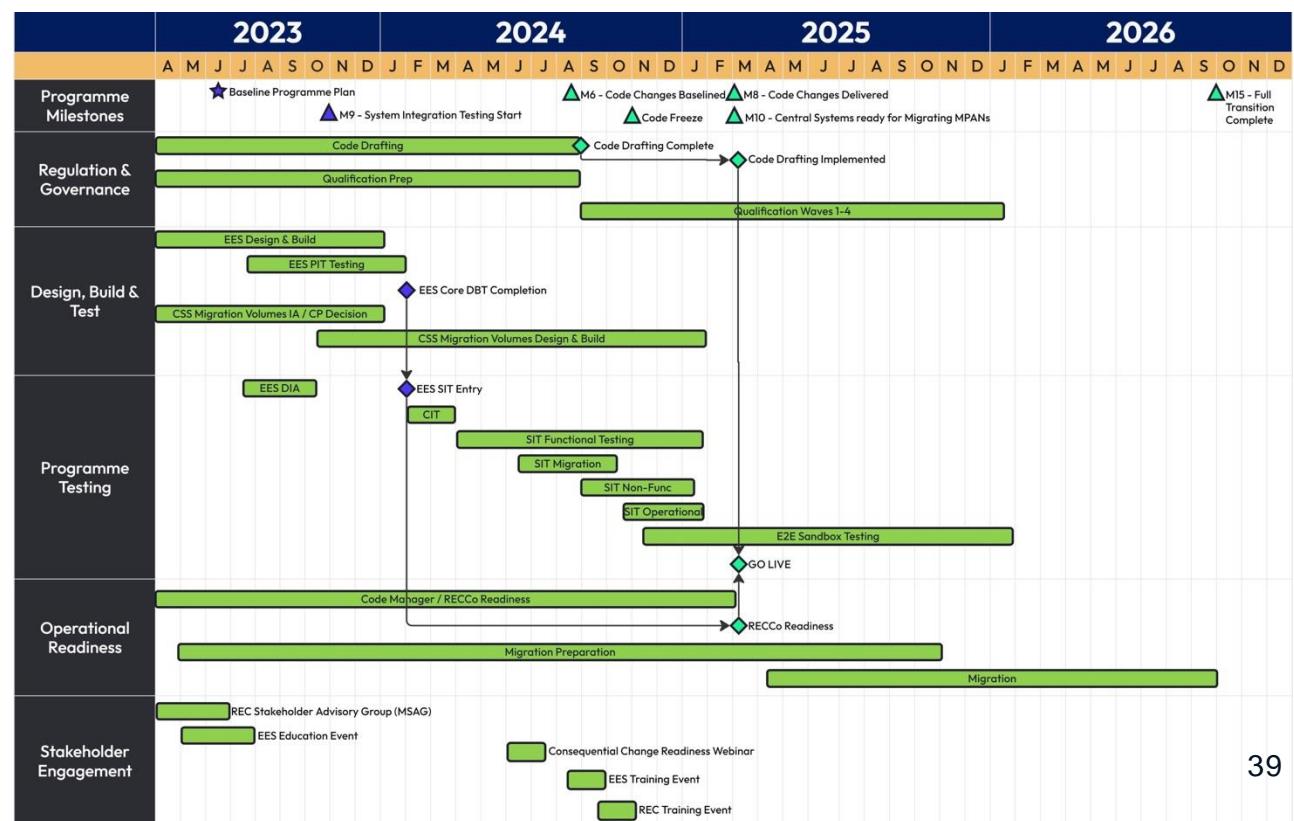 2023 2024 2025 2026
A M J J A S O N D J F M A M J J A S O N D J F M A M J J A S O N D J F M A M J J A S O N D
Programme
Milestones
Baseline Programme Plan
M9 - System Integration Testing Start
M6 - Code Changes Baselined
Code Freeze
M8 - Code Changes Delivered
M10 - Central Systems ready for Migrating MPANs
M15 - Full
Transition
Complete
Regulation &
Governance
Code Drafting
Code Drafting Complete
Code Drafting Implemented
Qualification Prep
Qualification Waves 1-4
Design, Build &
Test
EES Design & Build
EES PIT Testing
EES Core DBT Completion
CSS Migration Volumes IA / CP Decision
CSS Migration Volumes Design & Build
Programme
Testing
EES DIA
EES SIT Entry
CIT
SIT Functional Testing
SIT Migration
SIT Non-Func
SIT Operational
E2E Sandbox Testing
GO LIVE
Operational
Readiness
Code Manager / RECCo Readiness
RECCo Readiness
Migration Preparation
Migration
Stakeholder
Engagement
REC Stakeholder Advisory Group (MSAG)
EES Education Event
Consequential Change Readiness Webinar
EES Training Event
REC Training Event
39